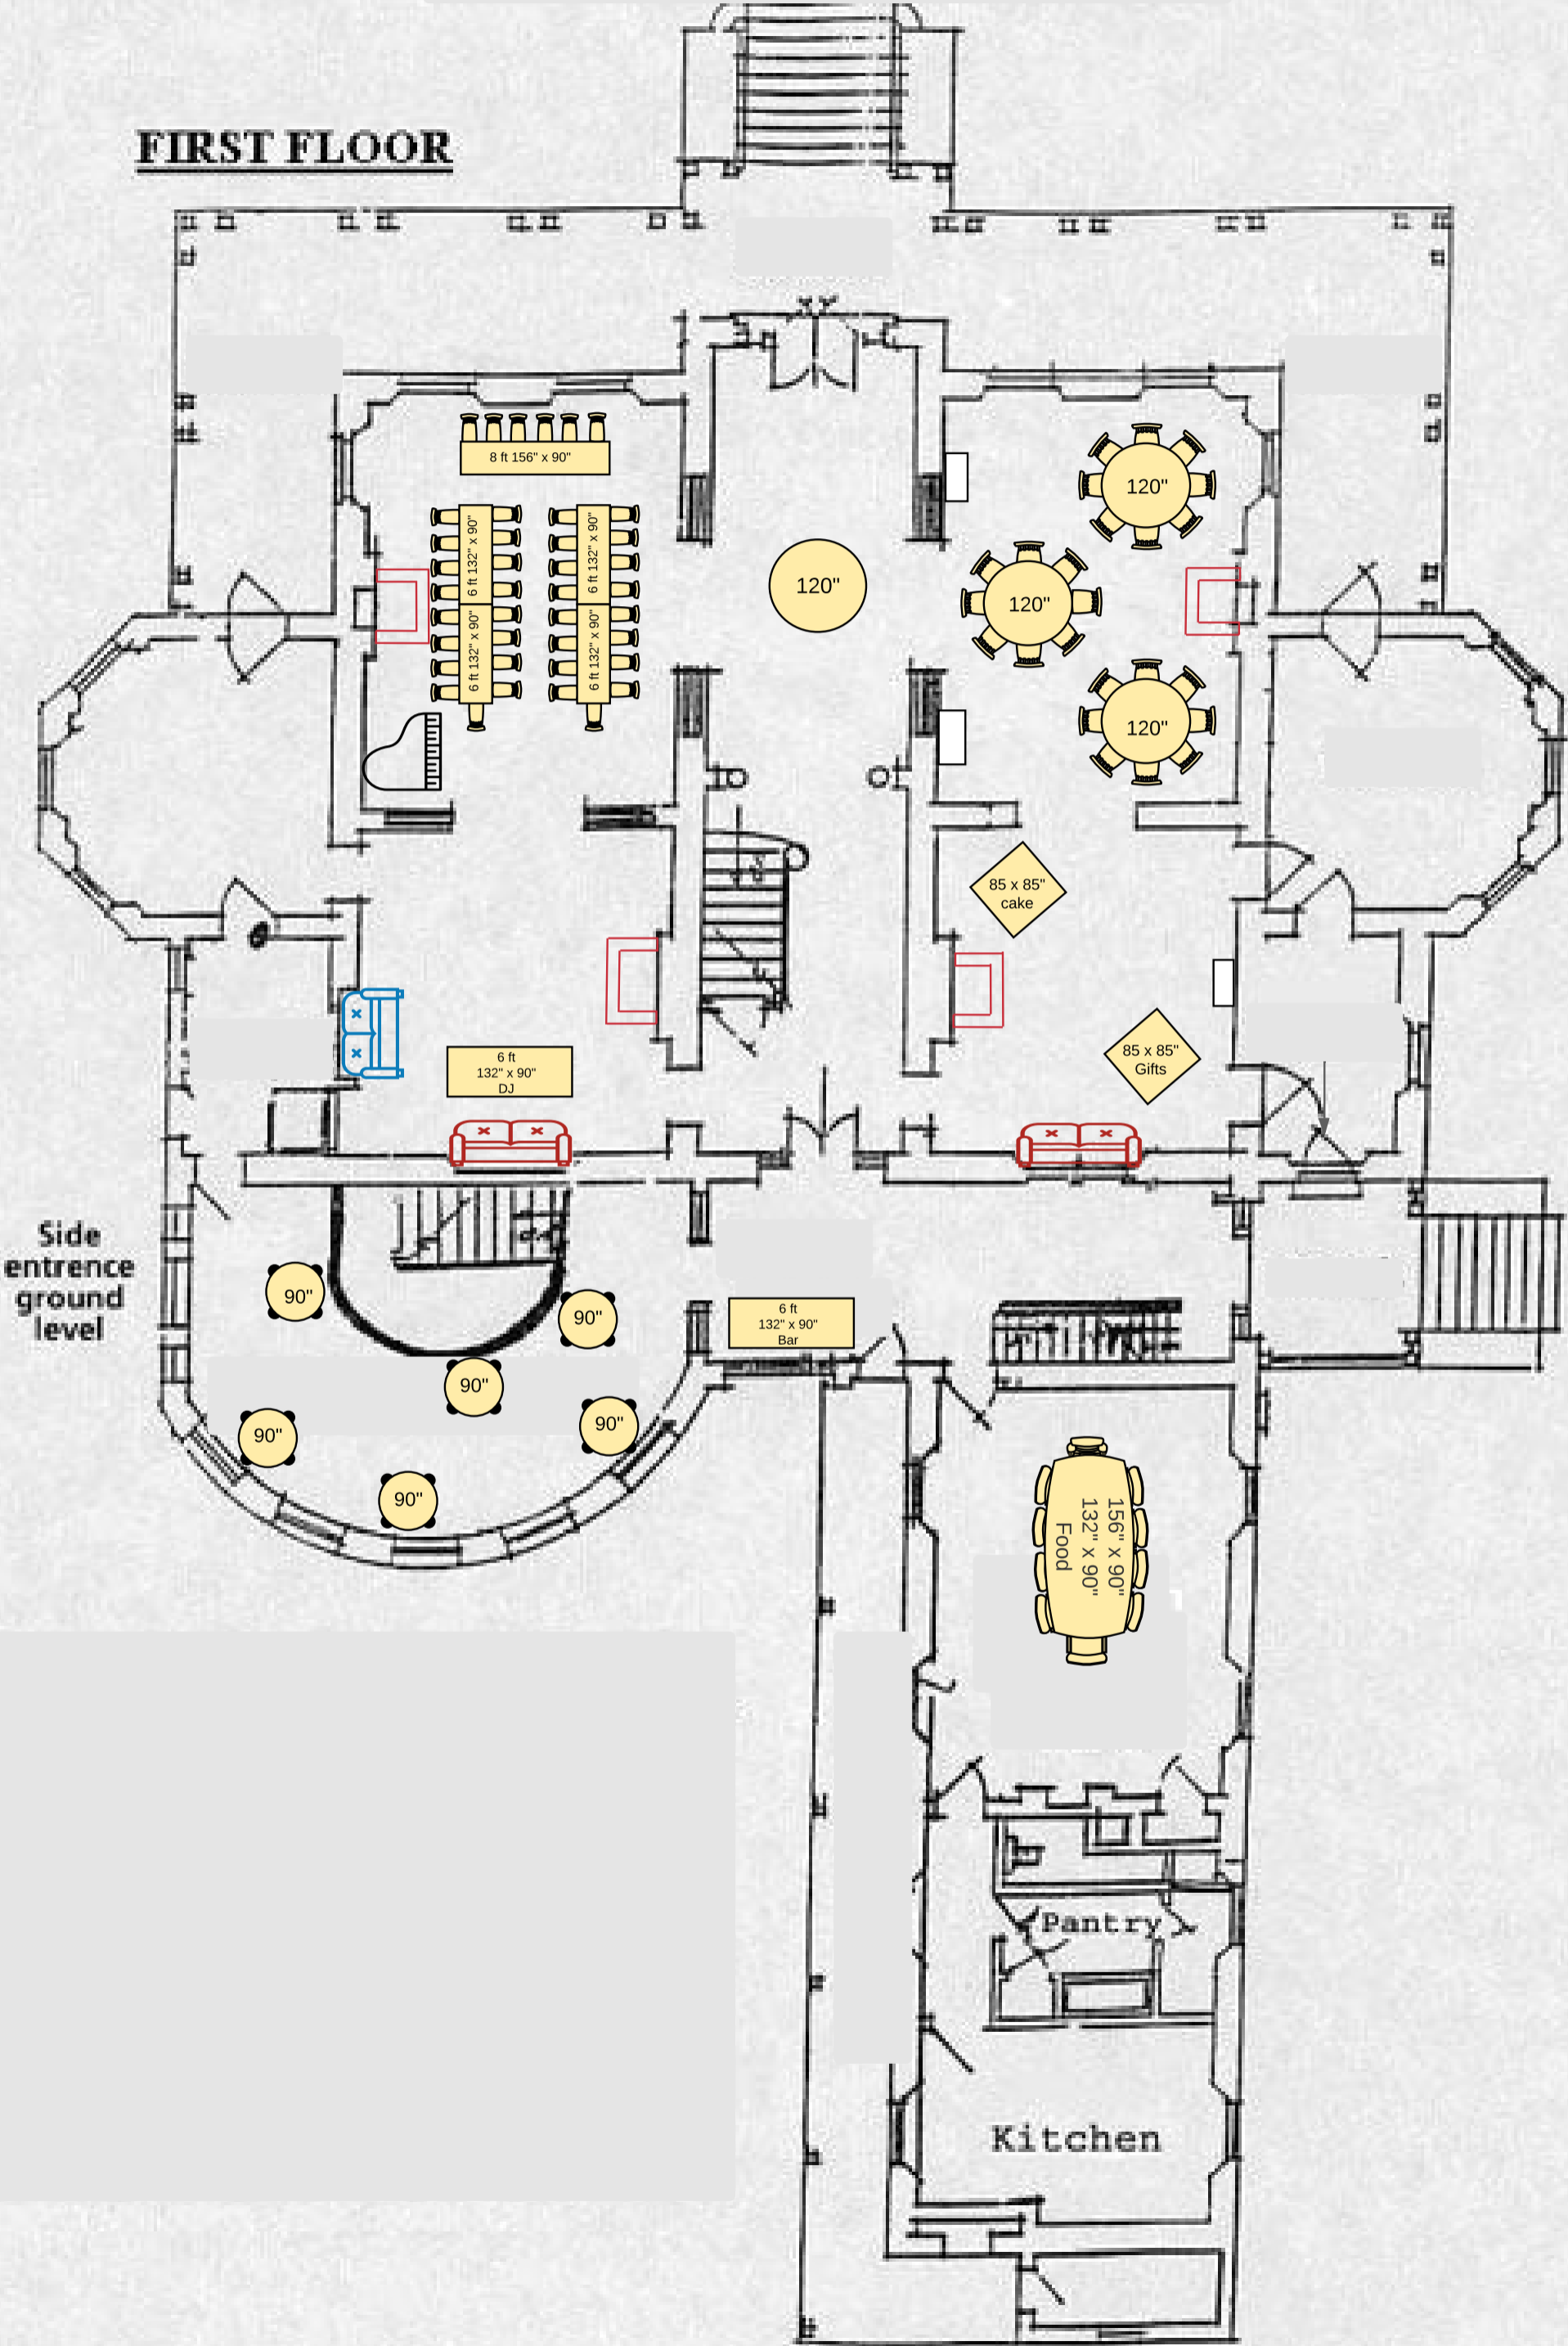 FIRST FLOOR
8 ft 156" x 90"
6 ft 132" x 90"
6 ft 132" x 90"
6 ft 132" x 90"
6 ft 132" x 90"
120"
120"
120"
120"
85 x 85"
cake
6 ft
132" x 90"
DJ
85 x 85"
Gifts
Side
entrence
ground
level
90"
90"
6 ft
132" x 90"
Bar
90"
90"
90"
90"
156" x 90"
132" x 90"
Food
Pantry
Kitchen